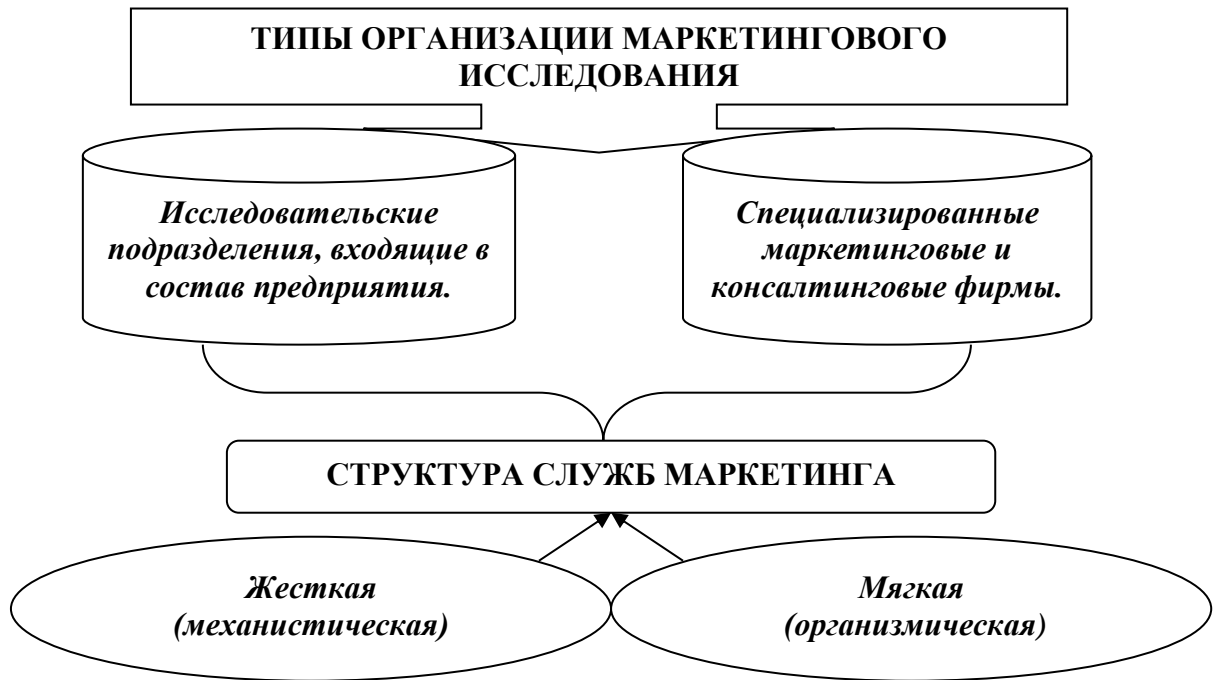 ТИПЫ ОРГАНИЗАЦИИ МАРКЕТИНГОВОГО
ИССЛЕДОВАНИЯ
Исследовательские
подразделения, входящие в
состав предприятия.
Специализированные
маркетинговые и
консалтинговые фирмы.
СТРУКТУРА СЛУЖБ МАРКЕТИНГА
Жесткая
(механистическая)
Мягкая
(организмическая)